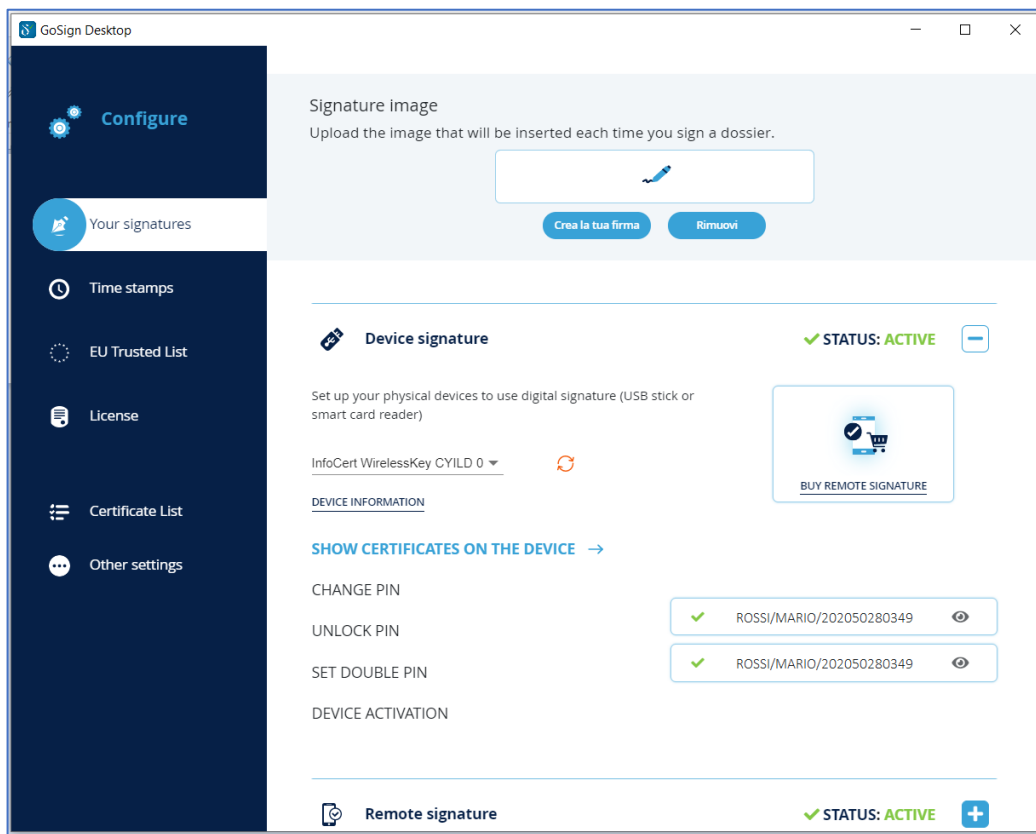 GoSign Desktop
Configure
Your signatures
Time stamps
EU Trusted List
License
Certificate List
Other settings
Signature image
Upload the image that will be inserted each time you sign a dossier.
Crea la tua firma
Rimuovi
Device signature
STATUS: ACTIVE
Set up your physical devices to use digital signature (USB stick or
smart card reader)
InfoCert WirelessKey CYILD 0
DEVICE INFORMATION
BUY REMOTE SIGNATURE
SHOW CERTIFICATES ON THE DEVICE
CHANGE PIN
UNLOCK PIN
SET DOUBLE PIN
DEVICE ACTIVATION
ROSSI/MARIO/202050280349
ROSSI/MARIO/202050280349
Remote signature
STATUS: ACTIVE